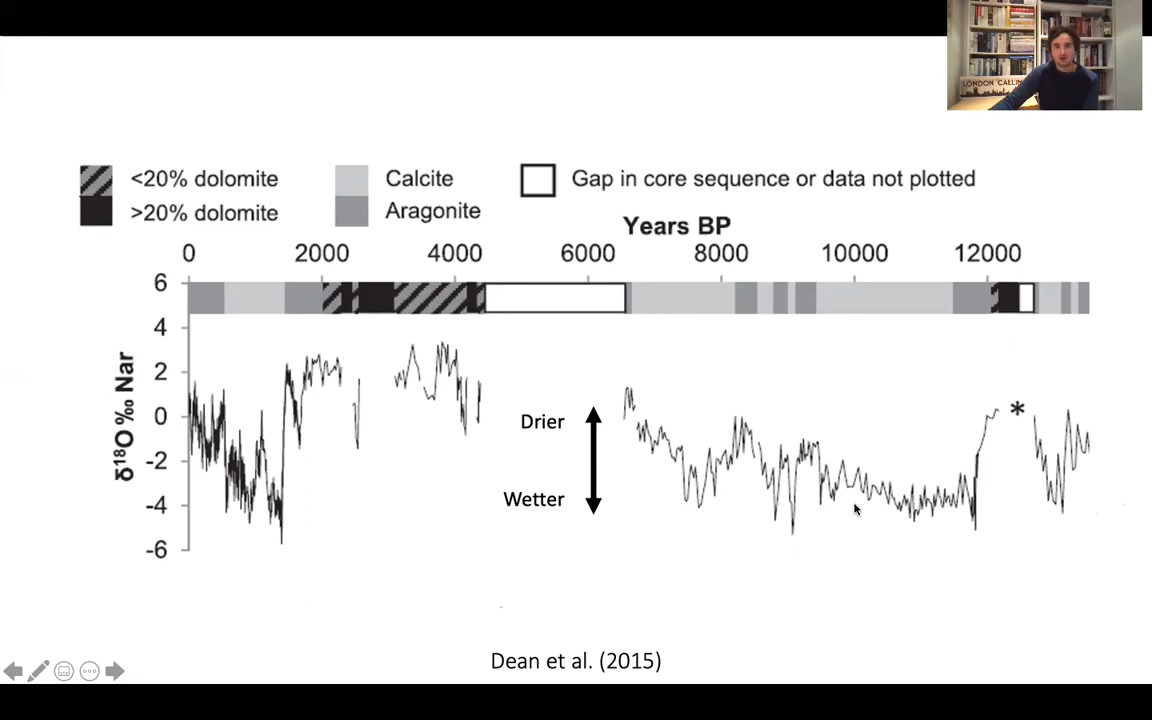 LONDON CALLIN
<20% dolomite
>20% dolomite
Calcite
Aragonite
Gap in core sequence or data not plotted
Years BP
0 2000 4000 6000 8000 10000 12000
6
4
2
0
-2
-4
-6
δ18O ‰ Nar
Drier
Wetter
*
Dean et al. (2015)